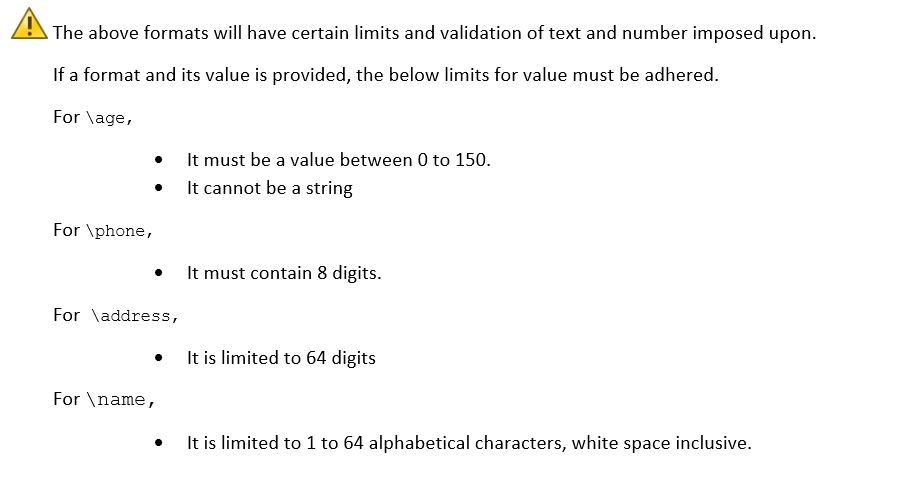 The above formats will have certain limits and validation of text and number imposed upon.
If a format and its value is provided, the below limits for value must be adhered.
For \age,
• It must be a value between 0 to 150.
• It cannot be a string
For \phone,
• It must contain 8 digits.
For \address,
• It is limited to 64 digits
For \name,
• It is limited to 1 to 64 alphabetical characters, white space inclusive.